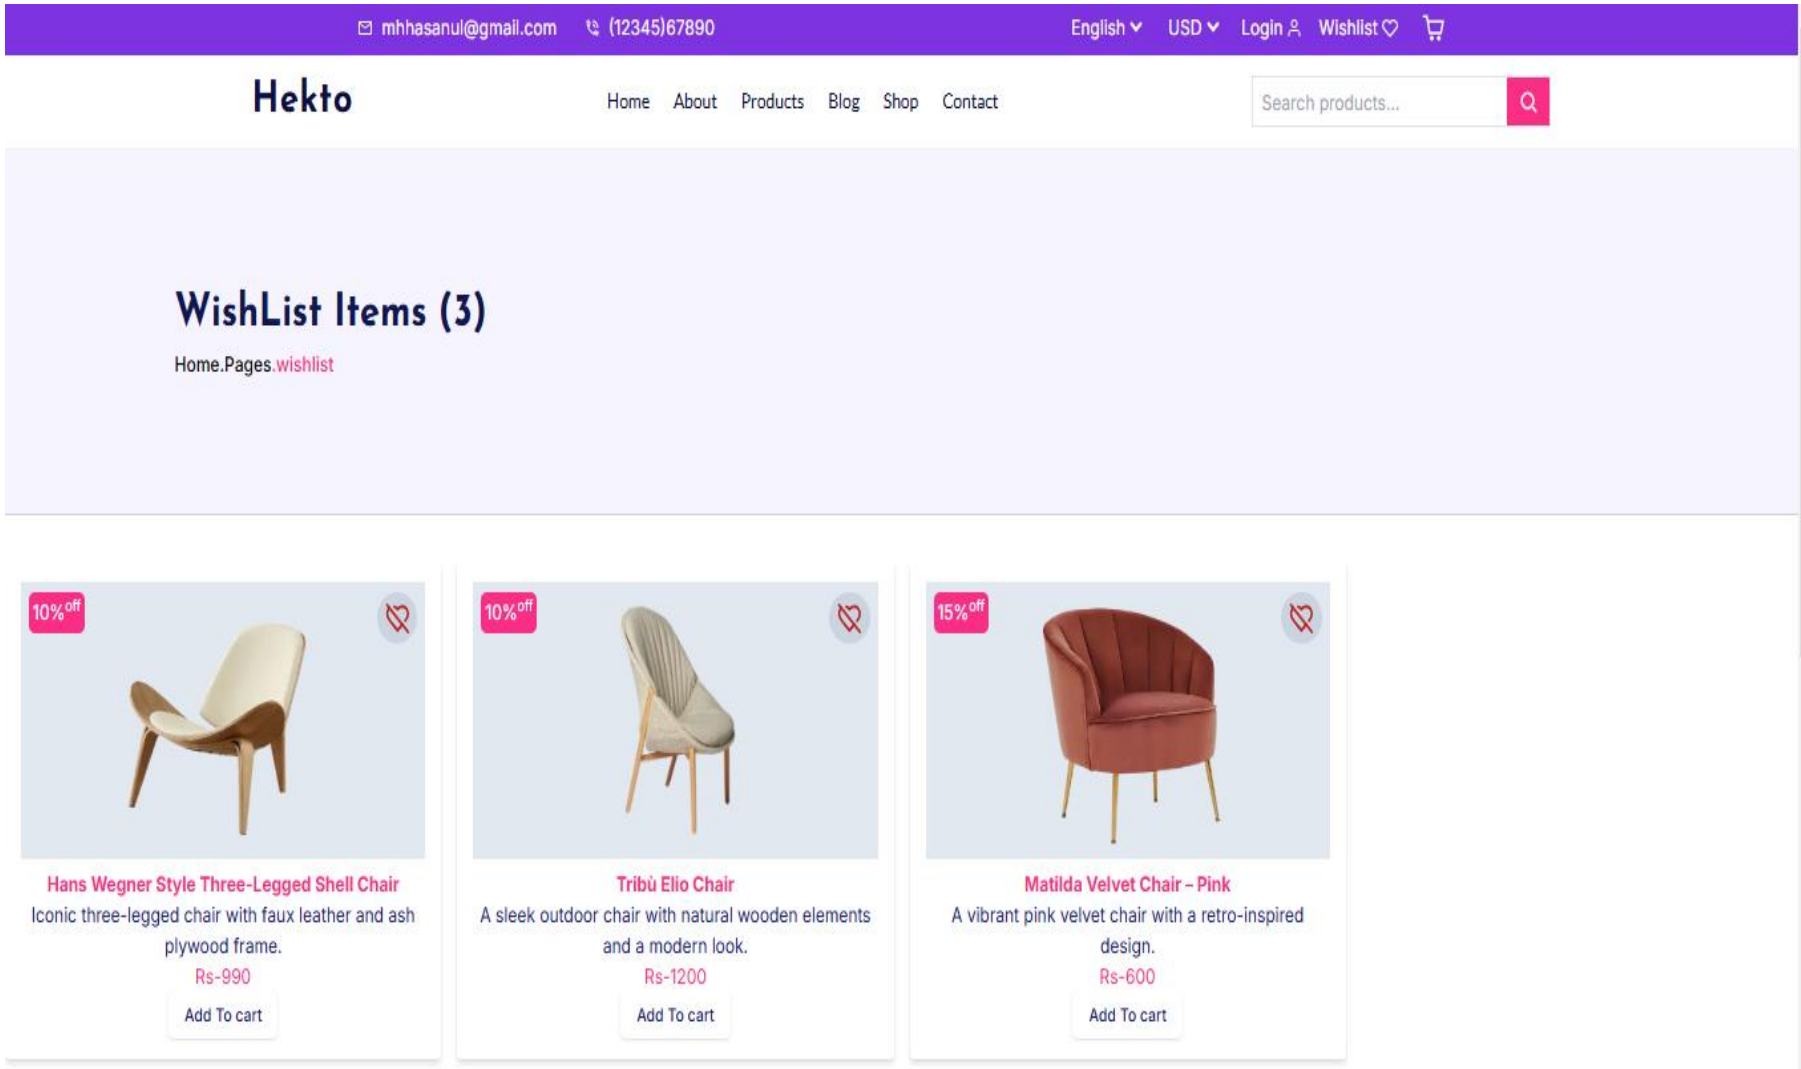 mhhasanul@gmail.com (12345)67890 English USD Login Wishlist
Hekto Home About Products Blog Shop Contact Search products...
WishList Items (3)
Home.Pages.wishlist
10%off
10%off
15%off
Hans Wegner Style Three-Legged Shell Chair
Iconic three-legged chair with faux leather and ash
plywood frame.
Rs-990
Add To cart
Tribù Elio Chair
A sleek outdoor chair with natural wooden elements
and a modern look.
Rs-1200
Add To cart
Matilda Velvet Chair – Pink
A vibrant pink velvet chair with a retro-inspired
design.
Rs-600
Add To cart